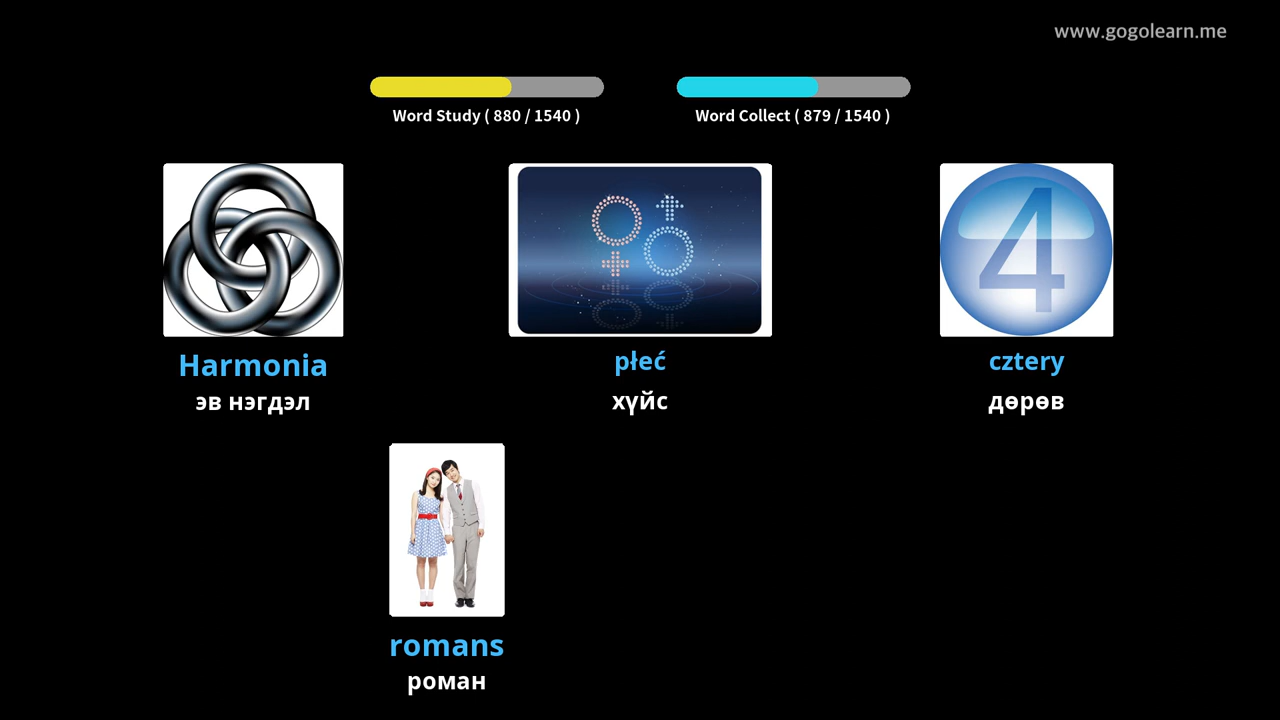 www.gogolearn.me
Word Study ( 880 / 1540 )
Word Collect ( 879 / 1540 )
4
Harmonia
эв нэгдэл
płeć
хүйс
cztery
дөрөв
romans
роман